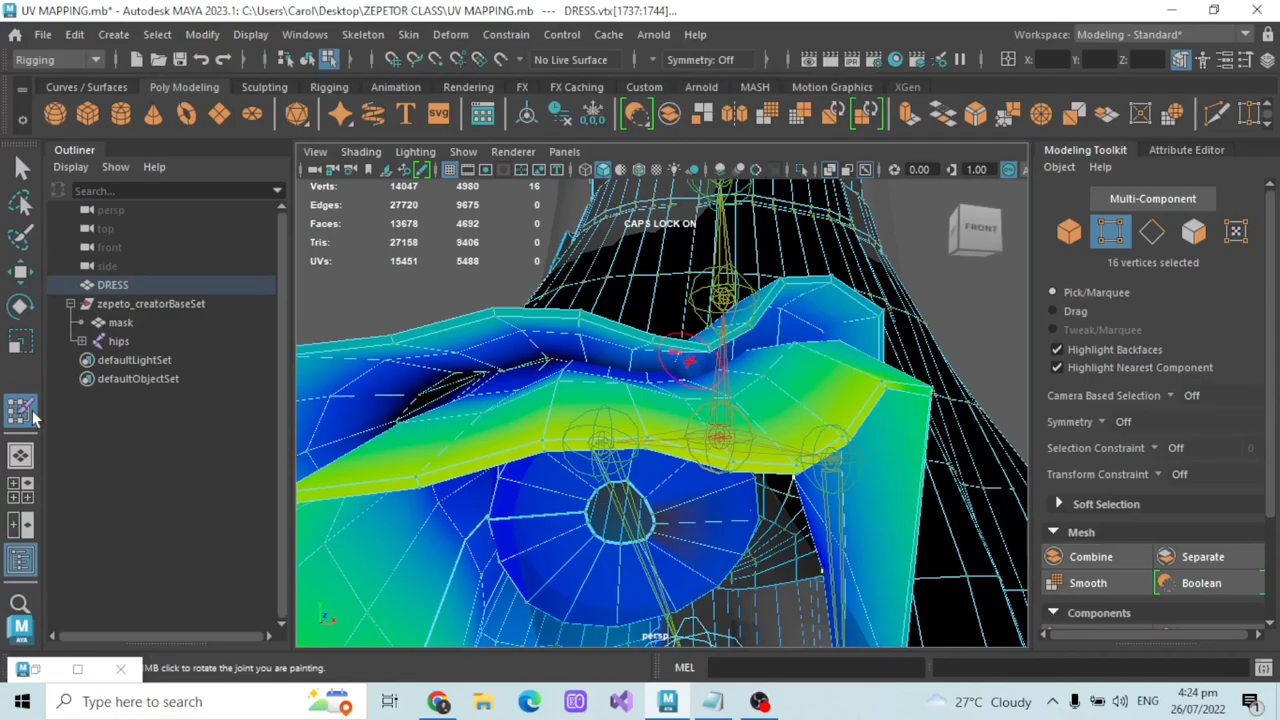 UV MAPPING.mb* - Autodesk MAYA 2023.1: C:\Users\Carol\Desktop\ZEPETOR CLASS\UV MAPPING.mb --- DRESS.vtx[1737:1744]...
File Edit Create Select Modify Display Windows Skeleton Skin Deform Constrain Control Cache Arnold Help Workspace: Modeling - Standard*
Rigging No Live Surface Symmetry: Off X: Y: Z:
Curves / Surfaces Poly Modeling Sculpting Rigging Animation Rendering FX FX Caching Custom Arnold MASH Motion Graphics XGen
Outliner
Display Show Help
Search...
persp
top
front
side
DRESS
zepeto_creatorBaseSet
mask
hips
defaultLightSet
defaultObjectSet
View Shading Lighting Show Renderer Panels
0.00 1.00
Verts: 14047 4980 16
Edges: 27720 9675 0
Faces: 13678 4692 0
Tris: 27158 9406 0
UVs: 15451 5488 0
CAPS LOCK ON
FRONT
persp
Modeling Toolkit Attribute Editor
Object Help
Multi-Component
16 vertices selected
Pick/Marquee
Drag
Tweak/Marquee
Highlight Backfaces
Highlight Nearest Component
Camera Based Selection Off
Symmetry Off
Selection Constraint Off 0
Transform Constraint Off
Soft Selection
Mesh
Combine Separate
Smooth Boolean
Components
MB click to rotate the joint you are painting.
MEL
Type here to search
27°C Cloudy
ENG
4:24 pm
26/07/2022